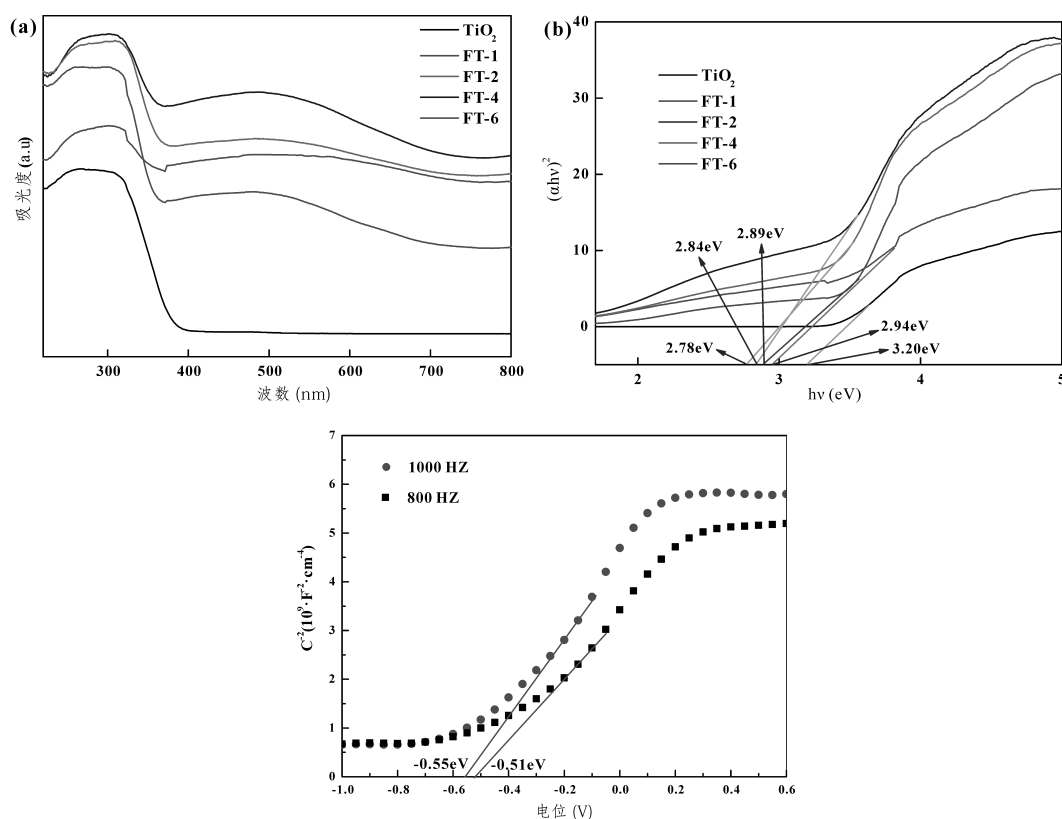 (a)
TiO2
FT-1
FT-2
FT-4
FT-6
吸光度(a.u)
300
400
500
600
700
800
波数 (nm)
(b)
40
30
20
10
0
(αhν)²
TiO2
FT-1
FT-2
FT-4
FT-6
2.89eV
2.84eV
2.78eV
2.94eV
3.20eV
2
3
4
5
hν (eV)
7
6
5
4
3
2
1
0
C⁻²(10⁹·F⁻²·cm⁻⁴)
1000 HZ
800 HZ
-0.55eV
-0.51eV
-1.0
-0.8
-0.6
-0.4
-0.2
0.0
0.2
0.4
0.6
电位 (V)